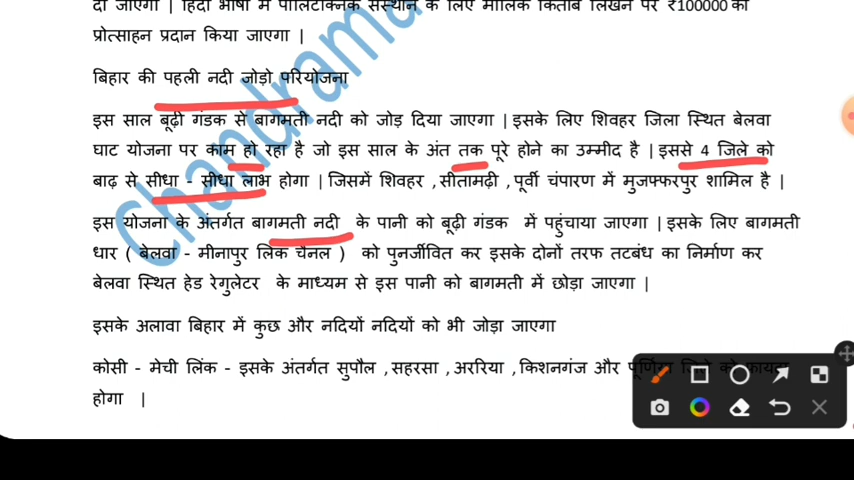 दी जाएगी | हिंदी भाषा में पॉलिटेक्निक संस्थान के लिए मौलिक किताब लिखने पर ₹100000 का
प्रोत्साहन प्रदान किया जाएगा |
बिहार की पहली नदी जोड़ो परियोजना
इस साल बूढ़ी गंडक से बागमती नदी को जोड़ दिया जाएगा | इसके लिए शिवहर जिला स्थित बेलवा
घाट योजना पर काम हो रहा है जो इस साल के अंत तक पूरे होने का उम्मीद है | इससे 4 जिले को
बाढ़ से सीधा - सीधा लाभ होगा | जिसमें शिवहर ,सीतामढ़ी ,पूर्वी चंपारण में मुजफ्फरपुर शामिल है |
इस योजना के अंतर्गत बागमती नदी के पानी को बूढ़ी गंडक में पहुंचाया जाएगा | इसके लिए बागमती
धार ( बेलवा - मीनापुर लिंक चैनल ) को पुनर्जीवित कर इसके दोनों तरफ तटबंध का निर्माण कर
बेलवा स्थित हेड रेगुलेटर के माध्यम से इस पानी को बागमती में छोड़ा जाएगा |
इसके अलावा बिहार में कुछ और नदियों नदियों को भी जोड़ा जाएगा
कोसी - मेची लिंक - इसके अंतर्गत सुपौल ,सहरसा ,अररिया ,किशनगंज और पूर्णिया जिले को फायदा
होगा |
Chandrama